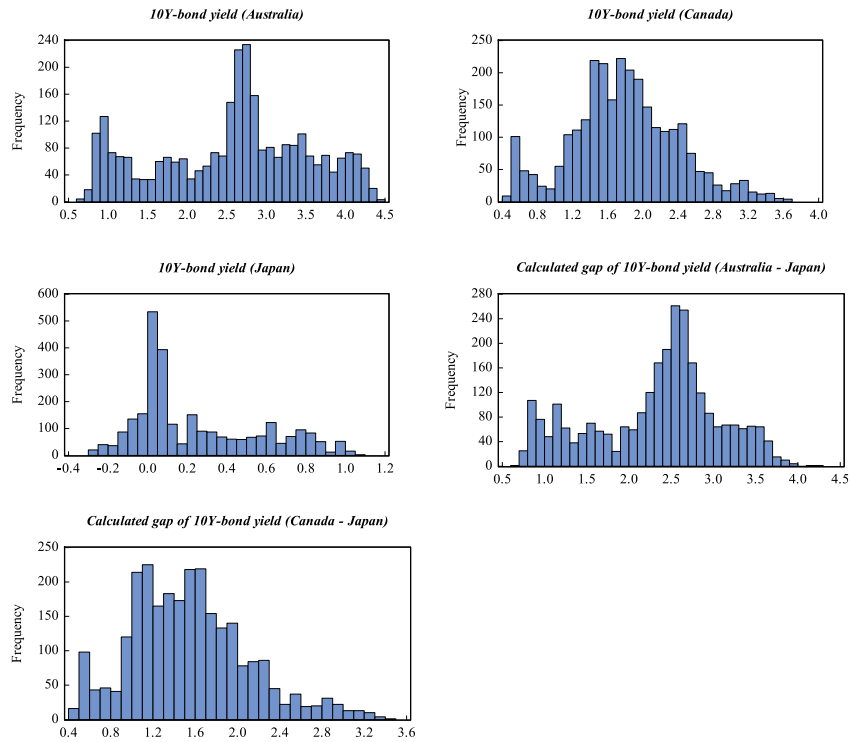 10Y-bond yield (Australia)
Frequency
240
200
160
120
80
40
0
0.5 1.0 1.5 2.0 2.5 3.0 3.5 4.0 4.5
10Y-bond yield (Canada)
Frequency
250
200
150
100
50
0
0.4 0.8 1.2 1.6 2.0 2.4 2.8 3.2 3.6 4.0
10Y-bond yield (Japan)
Frequency
600
500
400
300
200
100
0
-0.4 -0.2 0.0 0.2 0.4 0.6 0.8 1.0 1.2
Calculated gap of 10Y-bond yield (Australia - Japan)
Frequency
280
240
200
160
120
80
40
0
0.5 1.0 1.5 2.0 2.5 3.0 3.5 4.0 4.5
Calculated gap of 10Y-bond yield (Canada - Japan)
Frequency
250
200
150
100
50
0
0.4 0.8 1.2 1.6 2.0 2.4 2.8 3.2 3.6